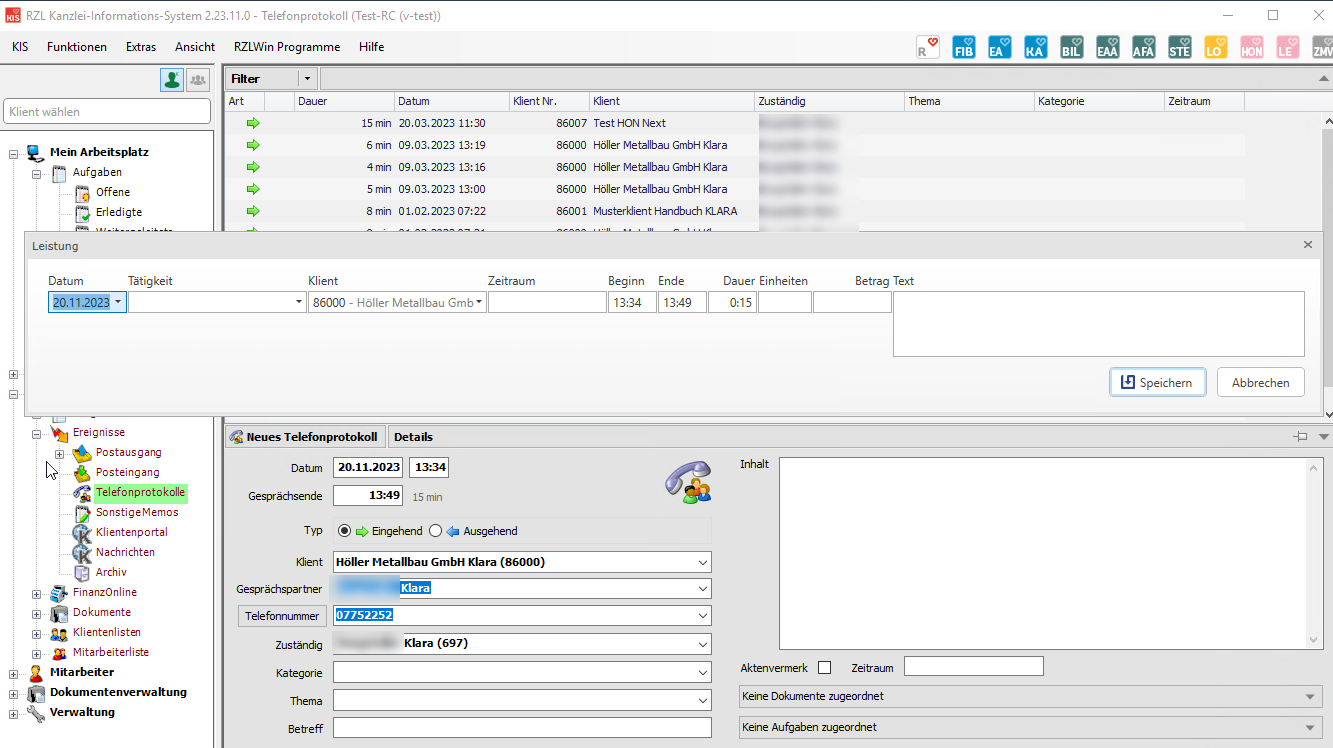 RZL Kanzlei-Informations-System 2.23.11.0 - Telefonprotokoll (Test-RC (v-test))
KIS Funktionen Extras Ansicht RZLWin Programme Hilfe
R FIB EA KA BIL EAA AFA STE LO HON LE ZMV
Klient wählen
Mein Arbeitsplatz
Aufgaben
Offene
Erledigte
Filter
Art Dauer Datum Klient Nr. Klient Zuständig Thema Kategorie Zeitraum
15 min 20.03.2023 11:30 86007 Test HON Next
6 min 09.03.2023 13:19 86000 Höller Metallbau GmbH Klara
4 min 09.03.2023 13:16 86000 Höller Metallbau GmbH Klara
5 min 09.03.2023 13:00 86000 Höller Metallbau GmbH Klara
8 min 01.02.2023 07:22 86001 Musterklient Handbuch KLARA
Leistung
Datum Tätigkeit Klient Zeitraum Beginn Ende Dauer Einheiten Betrag Text
20.11.2023 86000 - Höller Metallbau Gmb 13:34 13:49 0:15
Speichern Abbrechen
Ereignisse
Postausgang
Posteingang
Telefonprotokolle
SonstigeMemos
Klientenportal
Nachrichten
Archiv
FinanzOnline
Dokumente
Klientenlisten
Mitarbeiterliste
Mitarbeiter
Dokumentenverwaltung
Verwaltung
Neues Telefonprotokoll Details
Datum 20.11.2023 13:34
Gesprächsende 13:49 15 min
Typ Eingehend Ausgehend
Klient Höller Metallbau GmbH Klara (86000)
Gesprächspartner Klara
Telefonnummer 07752252
Zuständig Klara (697)
Kategorie
Thema
Betreff
Inhalt
Aktenvermerk Zeitraum
Keine Dokumente zugeordnet
Keine Aufgaben zugeordnet